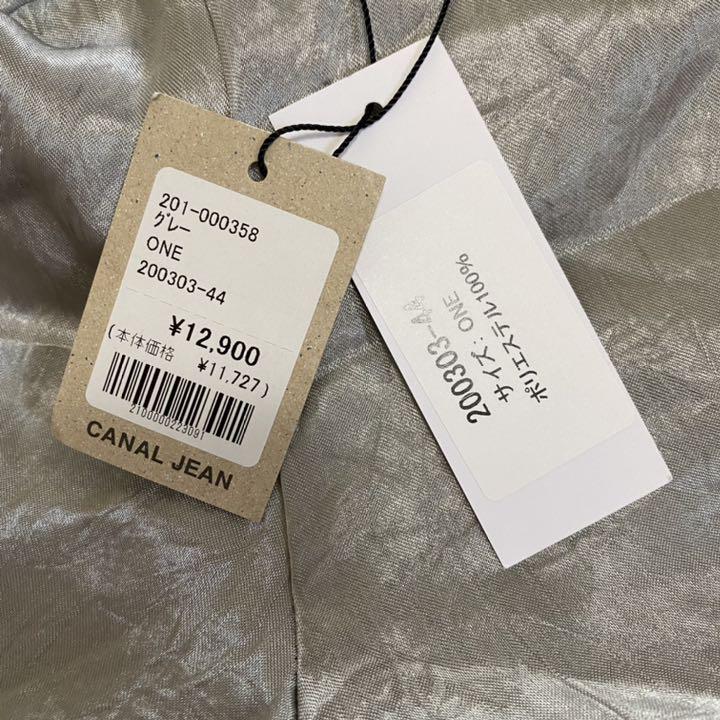 201-000358
グレー
ONE
200303-44
¥12,900
(本体価格 ¥11,727)
2100000223091
CANAL JEAN
200303-44
サイズ: ONE
ポリエステル100%